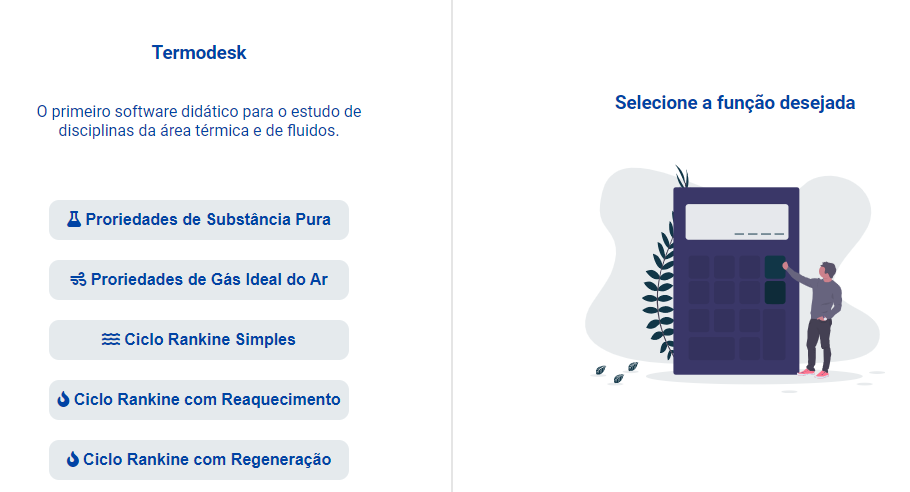 Termodesk
O primeiro software didático para o estudo de
disciplinas da área térmica e de fluidos.
Proriedades de Substância Pura
Proriedades de Gás Ideal do Ar
Ciclo Rankine Simples
Ciclo Rankine com Reaquecimento
Ciclo Rankine com Regeneração
Selecione a função desejada